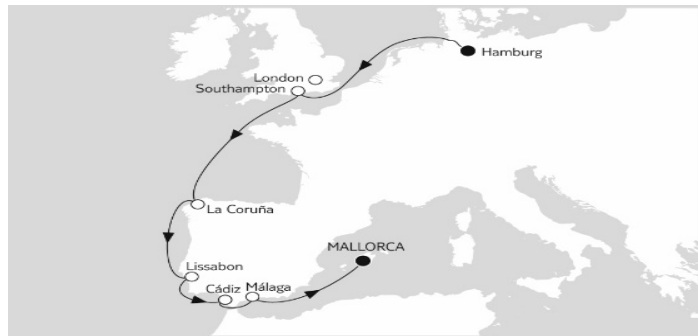 Hamburg
London
Southampton
La Coruña
MALLORCA
Lissabon
Cádiz
Málaga